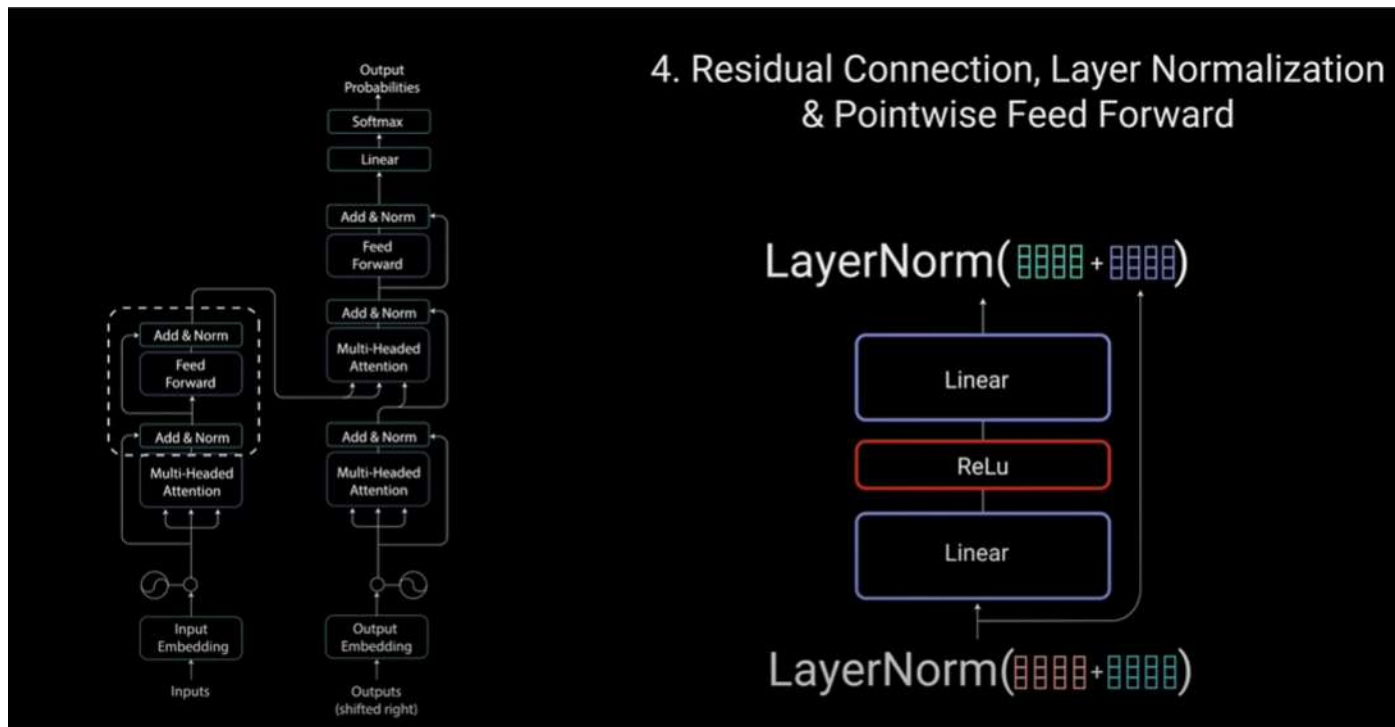 4. Residual Connection, Layer Normalization
& Pointwise Feed Forward
Output
Probabilities
Softmax
Linear
Add & Norm
Feed
Forward
Add & Norm
Multi-Headed
Attention
Add & Norm
Multi-Headed
Attention
Output
Embedding
Outputs
(shifted right)
Add & Norm
Feed
Forward
Add & Norm
Multi-Headed
Attention
Input
Embedding
Inputs
LayerNorm( + )
Linear
ReLu
Linear
LayerNorm( + )